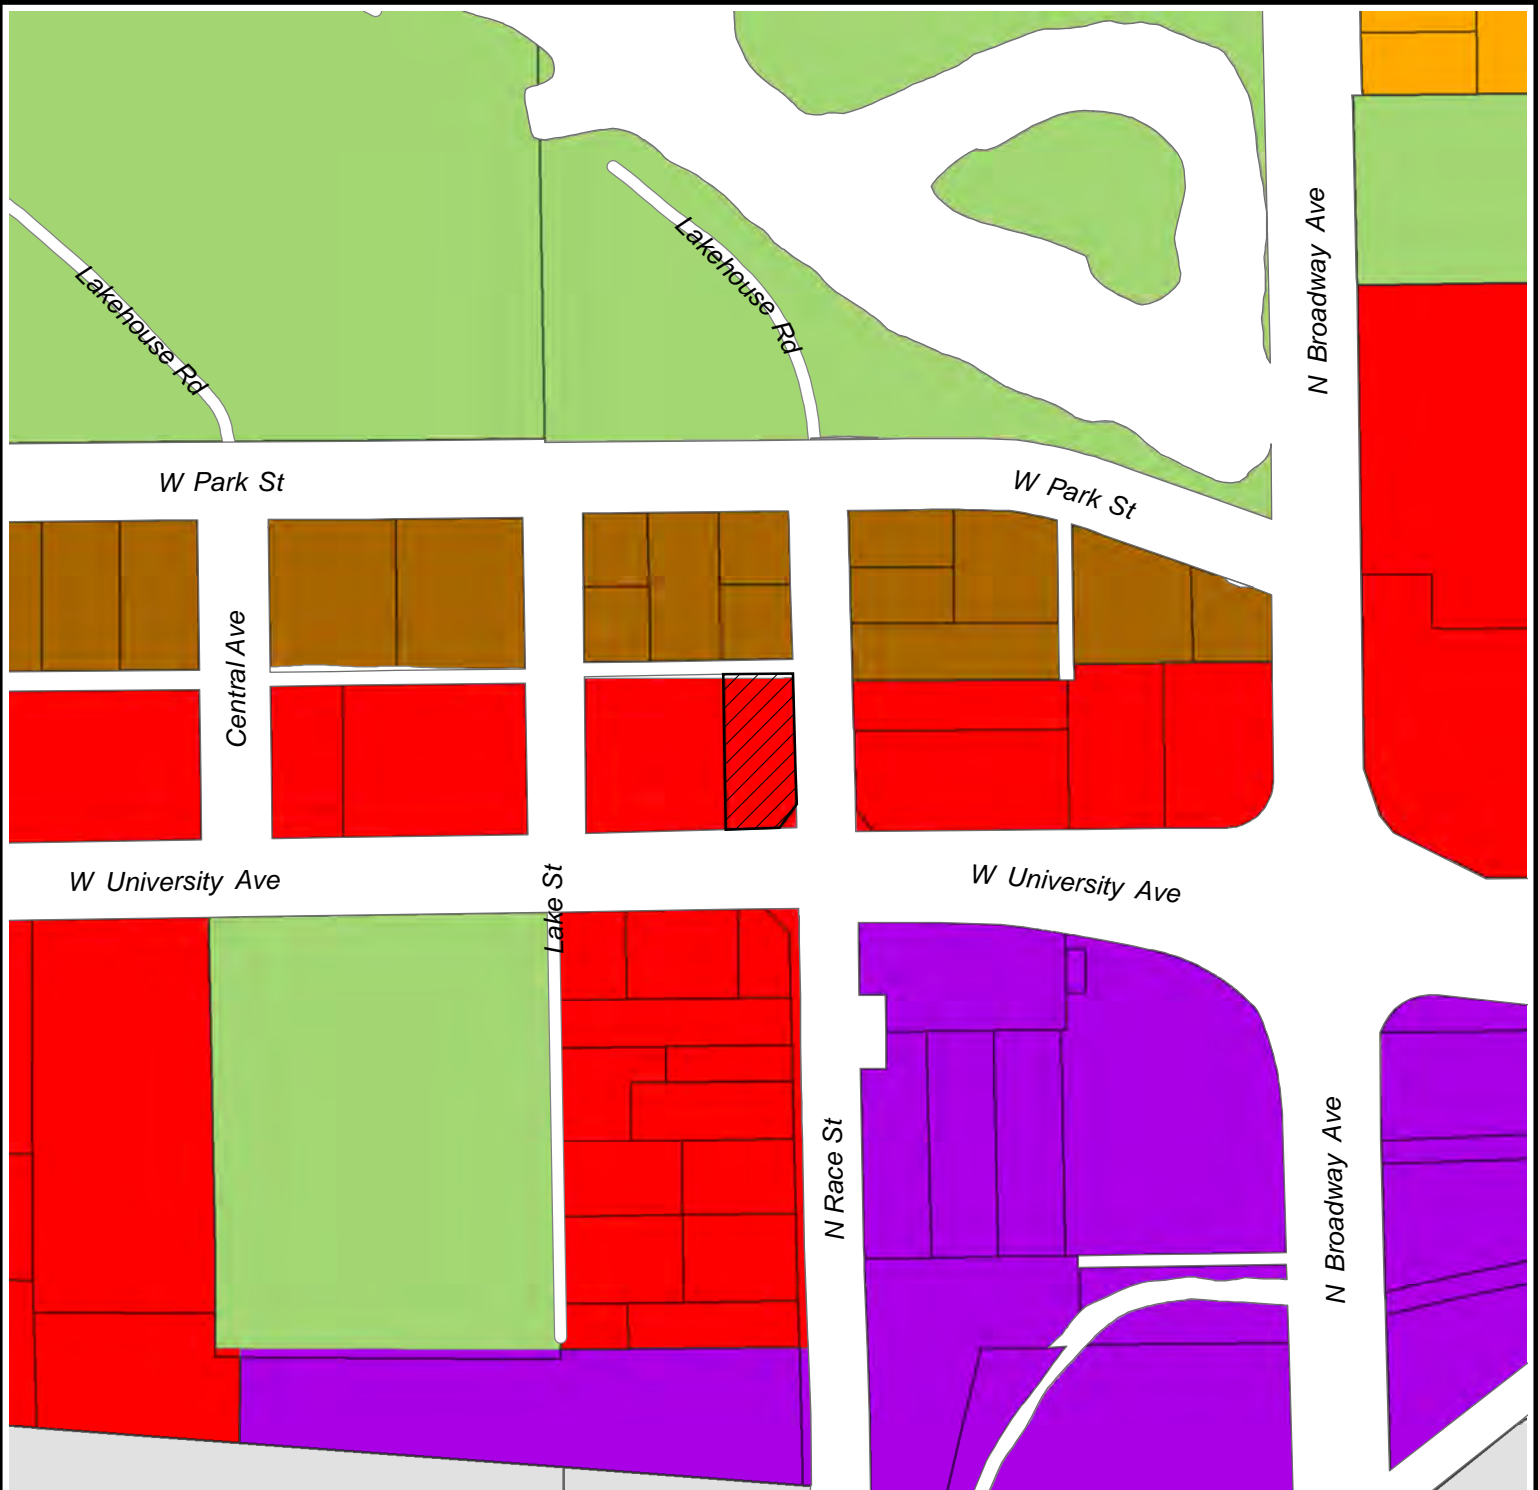 N Broadway Ave
Lakehouse Rd
Lakehouse Rd
W Park St
W Park St
Central Ave
W University Ave
Lake St
W University Ave
N Race St
N Broadway Ave